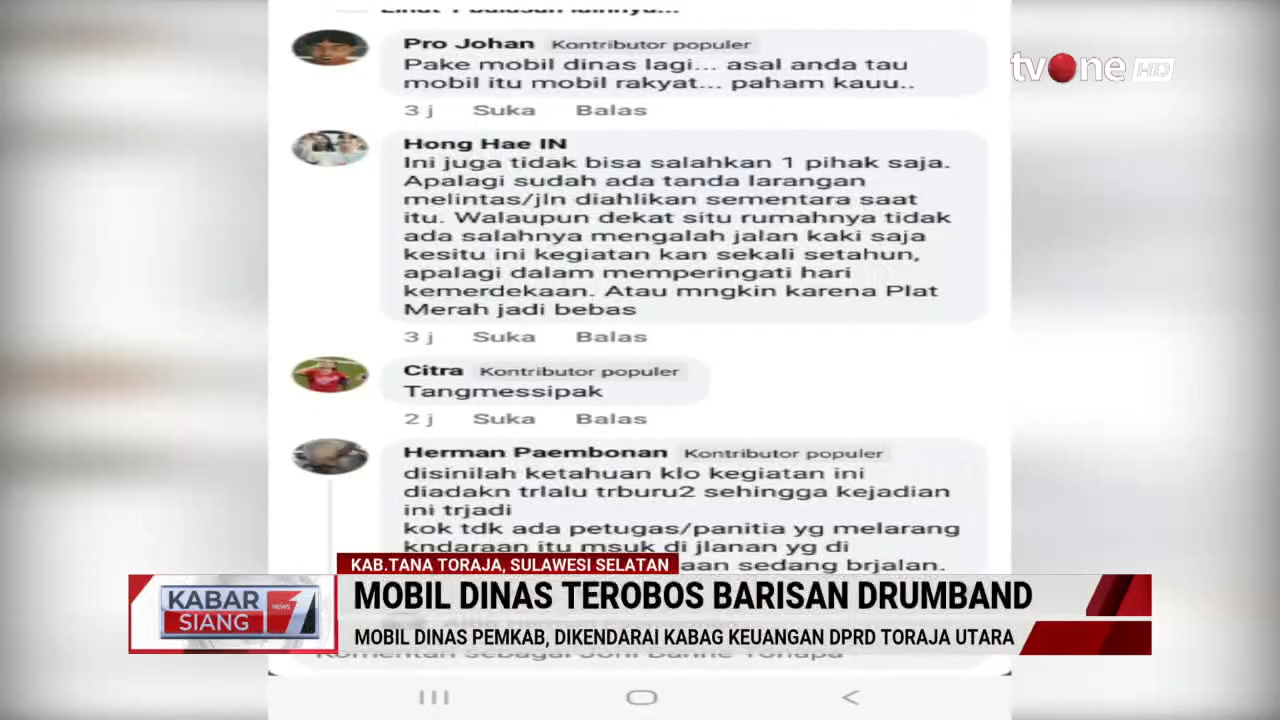 Pro Johan Kontributor populer
Pake mobil dinas lagi... asal anda tau
mobil itu mobil rakyat... paham kauu..
3 j Suka Balas
tvOne HD
Hong Hae IN
Ini juga tidak bisa salahkan 1 pihak saja.
Apalagi sudah ada tanda larangan
melintas/jln diahlikan sementara saat
itu. Walaupun dekat situ rumahnya tidak
ada salahnya mengalah jalan kaki saja
kesitu ini kegiatan kan sekali setahun,
apalagi dalam memperingati hari
kemerdekaan. Atau mngkin karena Plat
Merah jadi bebas
3 j Suka Balas
Citra Kontributor populer
Tangmessipak
2 j Suka Balas
Herman Paembonan Kontributor populer
disinilah ketahuan klo kegiatan ini
diadakn trlalu trburu2 sehingga kejadian
ini trjadi
kok tdk ada petugas/panitia yg melarang
kndaraan itu msuk di jlanan yg di
sedang brjalan.
KAB.TANA TORAJA, SULAWESI SELATAN
KABAR
SIANG
NEWS 1
MOBIL DINAS TEROBOS BARISAN DRUMBAND
MOBIL DINAS PEMKAB, DIKENDARAI KABAG KEUANGAN DPRD TORAJA UTARA